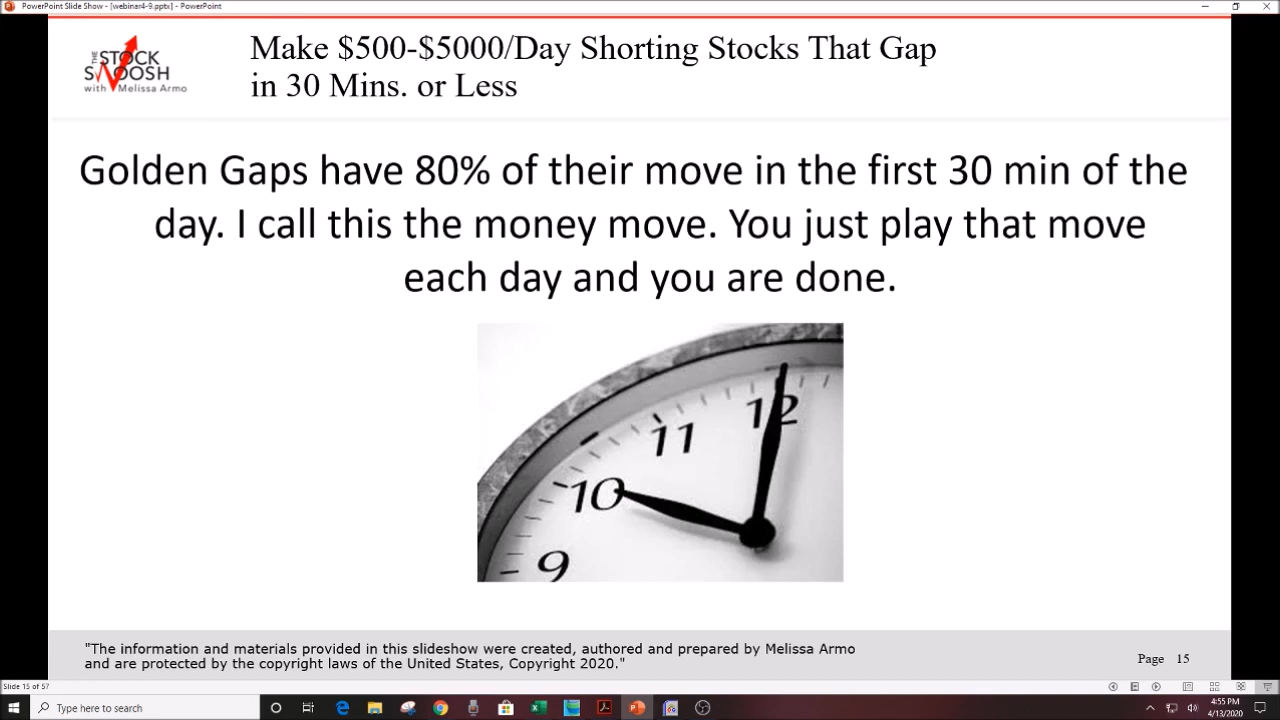 PowerPoint Slide Show - [webinar4-9.pptx] - PowerPoint
THE
STOCK
SWOOSH
with Melissa Armo
Make $500-$5000/Day Shorting Stocks That Gap
in 30 Mins. or Less
Golden Gaps have 80% of their move in the first 30 min of the
day. I call this the money move. You just play that move
each day and you are done.
12
11
10
9
"The information and materials provided in this slideshow were created, authored and prepared by Melissa Armo
and are protected by the copyright laws of the United States, Copyright 2020."
Page 15
Slide 15 of 57
Type here to search
4:55 PM
4/13/2020